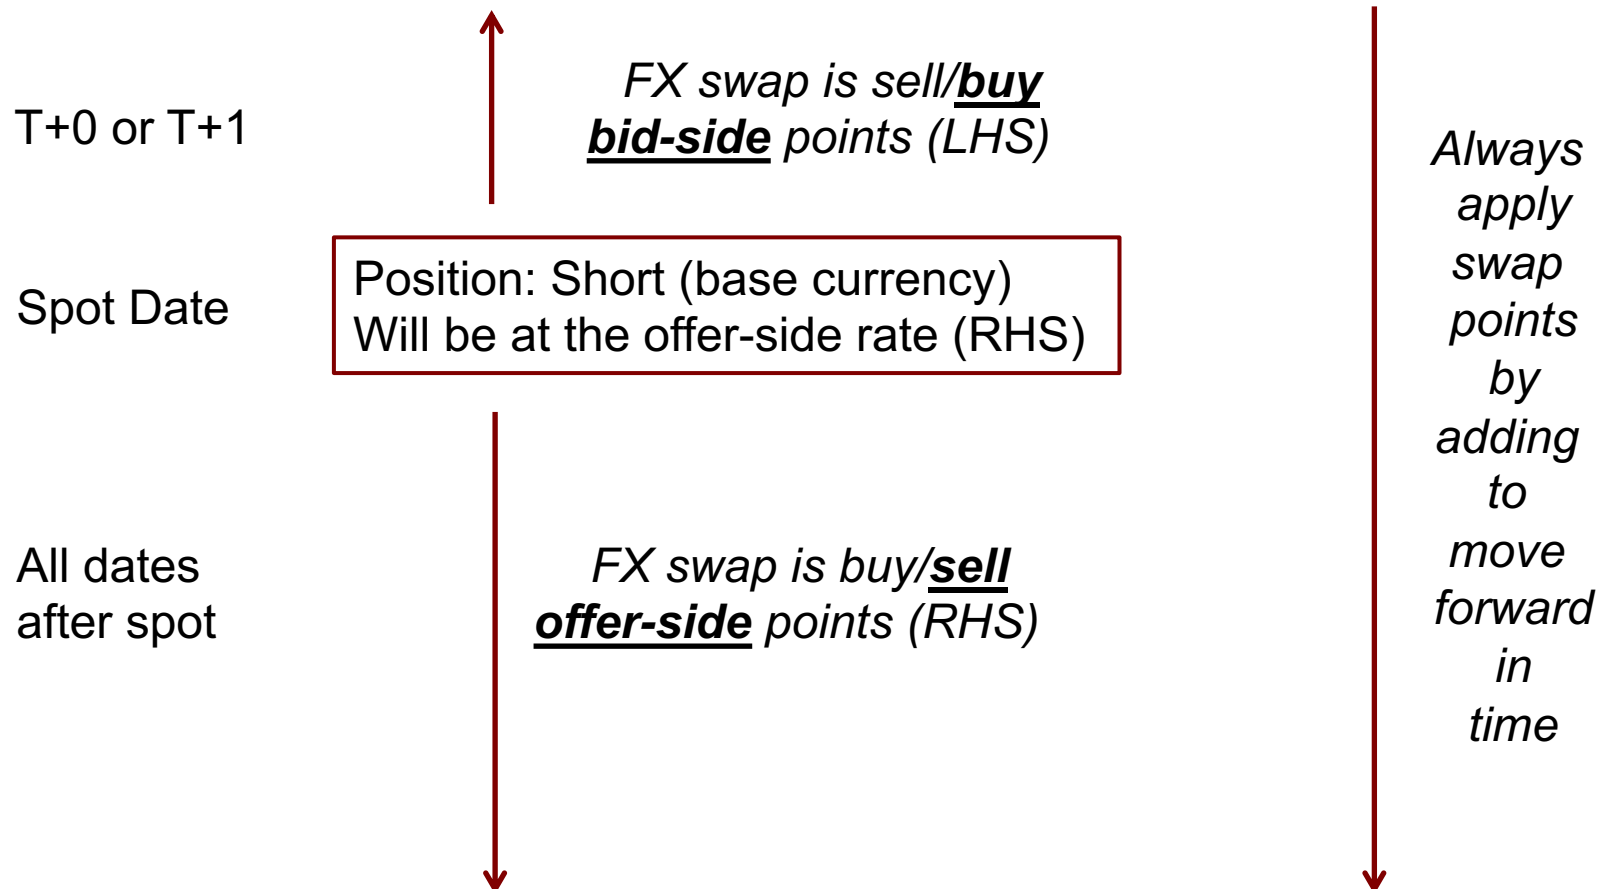 T+0 or T+1
FX swap is sell/buy
bid-side points (LHS)
Spot Date
Position: Short (base currency)
Will be at the offer-side rate (RHS)
All dates
after spot
FX swap is buy/sell
offer-side points (RHS)
Always
apply
swap
points
by
adding
to
move
forward
in
time